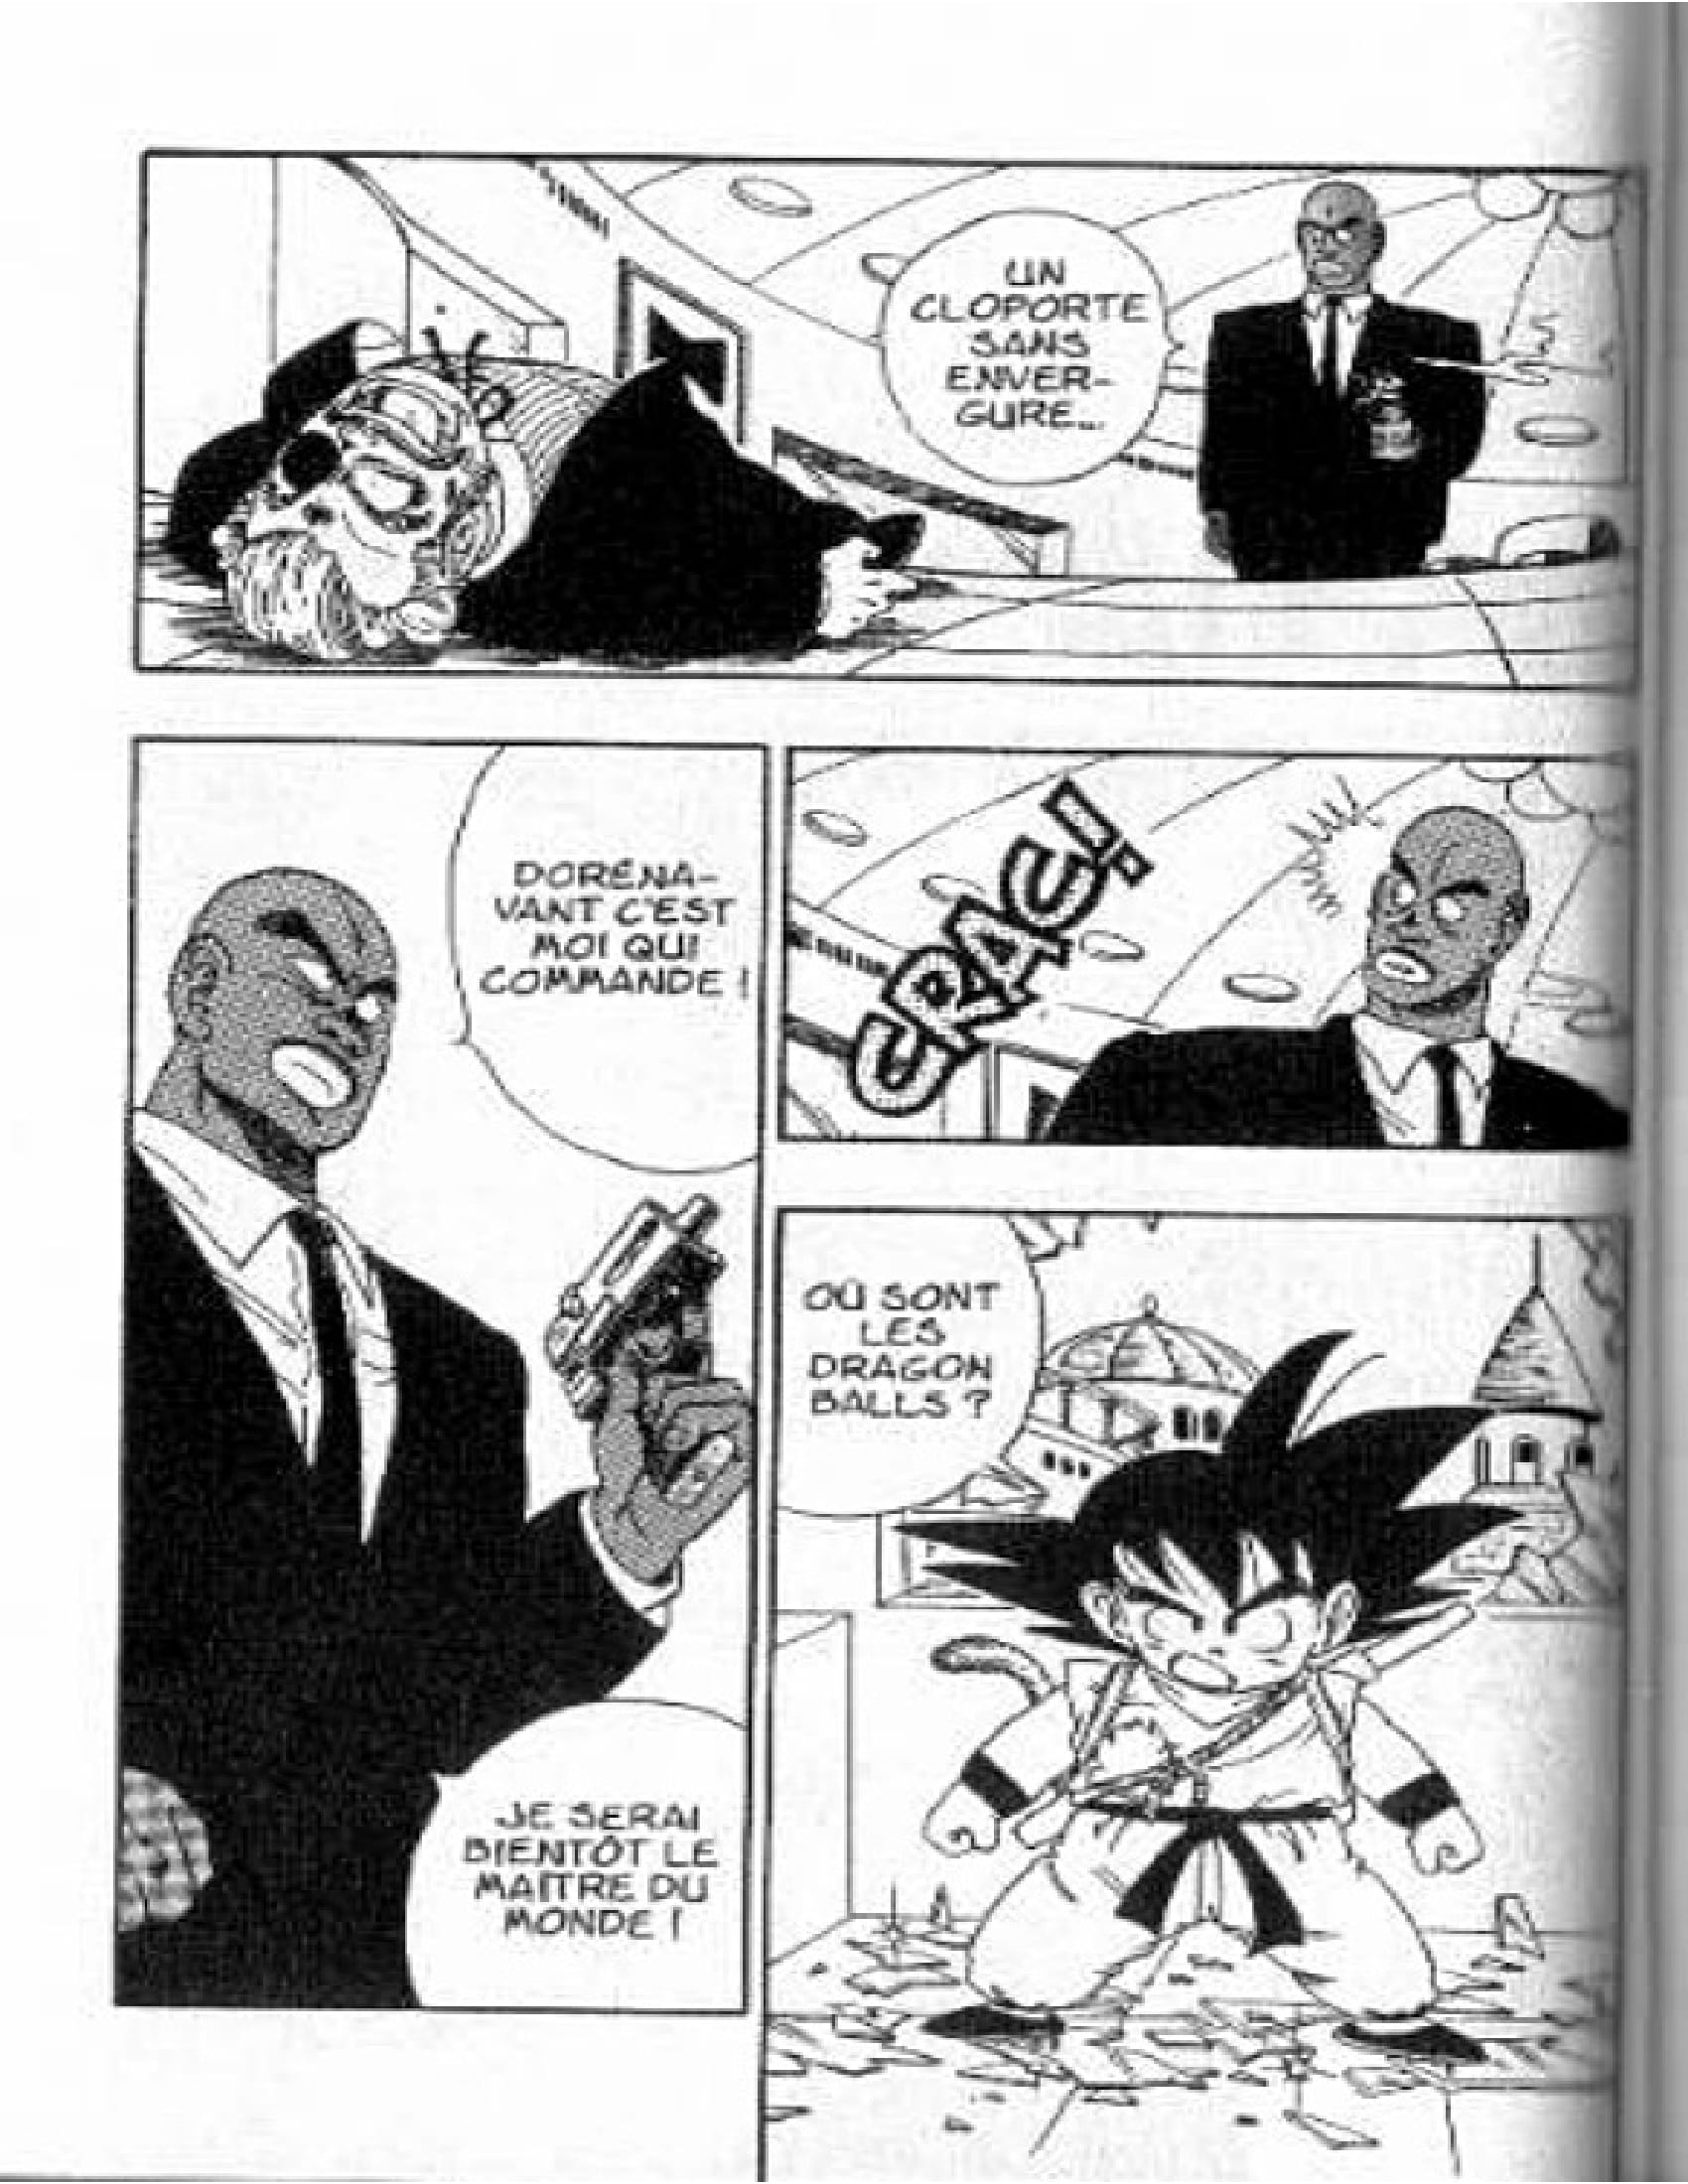 UN
CLOPORTE
SANS
ENVER-
GURE...
DORÉNA-
VANT C'EST
MOI QUI
COMMANDE !
JE SERAI
BIENTÔT LE
MAITRE DU
MONDE !
CRAC!
OÙ SONT
LES
DRAGON
BALLS ?